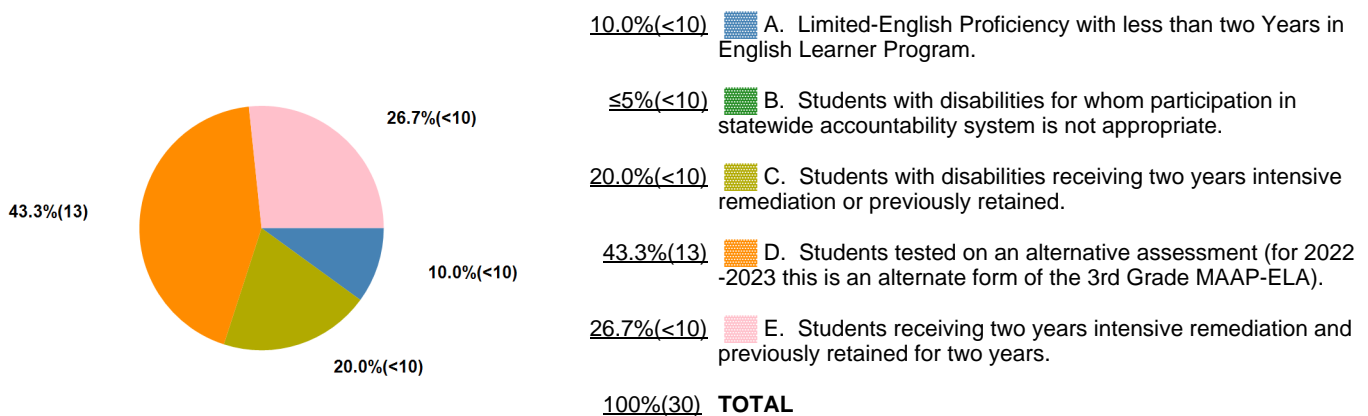 26.7%(<10)
43.3%(13)
10.0%(<10)
20.0%(<10)
10.0%(<10) A. Limited-English Proficiency with less than two Years in
English Learner Program.
≤5%(<10) B. Students with disabilities for whom participation in
statewide accountability system is not appropriate.
20.0%(<10) C. Students with disabilities receiving two years intensive
remediation or previously retained.
43.3%(13) D. Students tested on an alternative assessment (for 2022
-2023 this is an alternate form of the 3rd Grade MAAP-ELA).
26.7%(<10) E. Students receiving two years intensive remediation and
previously retained for two years.
100%(30) TOTAL